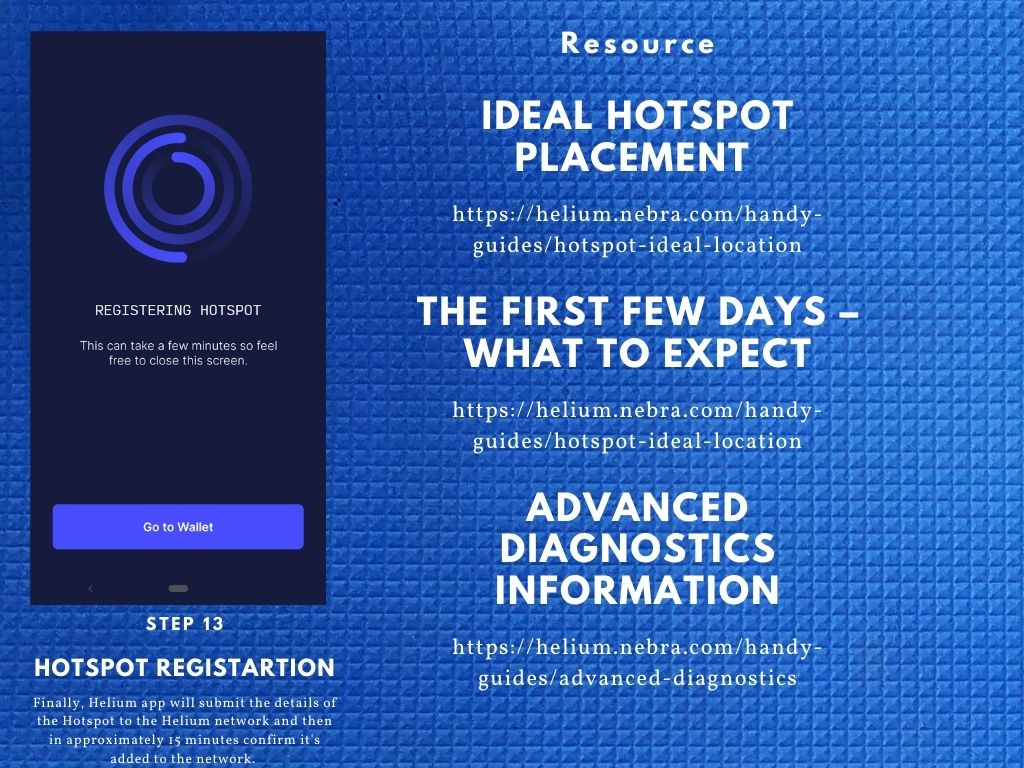 REGISTERING HOTSPOT
This can take a few minutes so feel
free to close this screen.
Go to Wallet
STEP 13
HOTSPOT REGISTARTION
Finally, Helium app will submit the details of
the Hotspot to the Helium network and then
in approximately 15 minutes confirm it's
added to the network.
Resource
IDEAL HOTSPOT
PLACEMENT
https://helium.nebra.com/handy-
guides/hotspot-ideal-location
THE FIRST FEW DAYS –
WHAT TO EXPECT
https://helium.nebra.com/handy-
guides/hotspot-ideal-location
ADVANCED
DIAGNOSTICS
INFORMATION
https://helium.nebra.com/handy-
guides/advanced-diagnostics